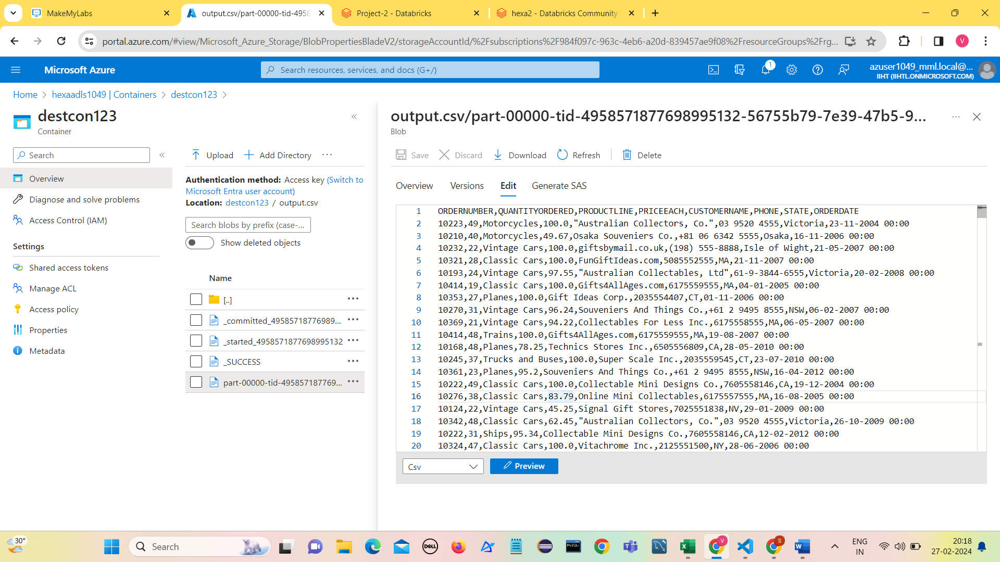 MakeMyLabs
output.csv/part-00000-tid-4958
Project-2 - Databricks
hexa2 - Databricks Community
portal.azure.com/#view/Microsoft_Azure_Storage/BlobPropertiesBladeV2/storageAccountId/%2Fsubscriptions%2F984f097c-963c-4eb6-a20d-839457ae9f08%2FresourceGroups%2Frg...
V
Microsoft Azure
Search resources, services, and docs (G+/)
1
azuser1049_mml.local@...
IIHT (IIHTL.ONMICROSOFT.COM)
Home > hexaadls1049 | Containers > destcon123 >
destcon123
Container
Search
Overview
Diagnose and solve problems
Access Control (IAM)
Settings
Shared access tokens
Manage ACL
Access policy
Properties
Metadata
Upload
Add Directory
Authentication method: Access key (Switch to
Microsoft Entra user account)
Location: destcon123 / output.csv
Search blobs by prefix (case-...
Show deleted objects
Name
[..]
_committed_49585718776989...
_started_4958571877698995132
_SUCCESS
part-00000-tid-495857187769...
output.csv/part-00000-tid-4958571877698995132-56755b79-7e39-47b5-9...
Blob
Save
Discard
Download
Refresh
Delete
Overview
Versions
Edit
Generate SAS
1 ORDERNUMBER,QUANTITYORDERED,PRODUCTLINE,PRICEEACH,CUSTOMERNAME,PHONE,STATE,ORDERDATE
2 10223,49,Motorcycles,100.0,"Australian Collectors, Co.",03 9520 4555,Victoria,23-11-2004 00:00
3 10210,40,Motorcycles,49.67,Osaka Souveniers Co.,+81 06 6342 5555,Osaka,16-11-2006 00:00
4 10232,22,Vintage Cars,100.0,giftsbymail.co.uk,(198) 555-8888,Isle of Wight,21-05-2007 00:00
5 10321,28,Classic Cars,100.0,FunGiftIdeas.com,5085552555,MA,21-11-2007 00:00
6 10193,24,Vintage Cars,97.55,"Australian Collectables, Ltd",61-9-3844-6555,Victoria,20-02-2008 00:00
7 10414,19,Classic Cars,100.0,Gifts4AllAges.com,6175559555,MA,04-01-2005 00:00
8 10353,27,Planes,100.0,Gift Ideas Corp.,2035554407,CT,01-11-2006 00:00
9 10270,31,Vintage Cars,96.24,Souveniers And Things Co.,+61 2 9495 8555,NSW,06-02-2007 00:00
10 10369,21,Vintage Cars,94.22,Collectables For Less Inc.,6175558555,MA,06-05-2007 00:00
11 10414,48,Trains,100.0,Gifts4AllAges.com,6175559555,MA,19-08-2007 00:00
12 10168,48,Planes,78.25,Technics Stores Inc.,6505556809,CA,28-05-2010 00:00
13 10245,37,Trucks and Buses,100.0,Super Scale Inc.,2035559545,CT,23-07-2010 00:00
14 10361,23,Planes,95.2,Souveniers And Things Co.,+61 2 9495 8555,NSW,16-04-2012 00:00
15 10222,49,Classic Cars,100.0,Collectable Mini Designs Co.,7605558146,CA,19-12-2004 00:00
16 10276,38,Classic Cars,83.79,Online Mini Collectables,6175557555,MA,16-08-2005 00:00
17 10124,22,Vintage Cars,45.25,Signal Gift Stores,7025551838,NV,29-01-2009 00:00
18 10342,48,Classic Cars,62.45,"Australian Collectors, Co.",03 9520 4555,Victoria,26-10-2009 00:00
19 10222,31,Ships,95.34,Collectable Mini Designs Co.,7605558146,CA,12-02-2012 00:00
20 10324,47,Classic Cars,100.0,Vitachrome Inc.,2125551500,NY,28-06-2006 00:00
Csv
Preview
30°
Search
DELL
MySQL
V
S
ENG
IN
20:18
27-02-2024